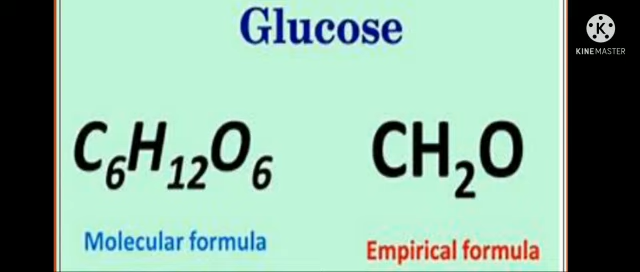 Glucose
KINEMASTER
C₆H₁₂O₆ CH₂O
Molecular formula
Empirical formula